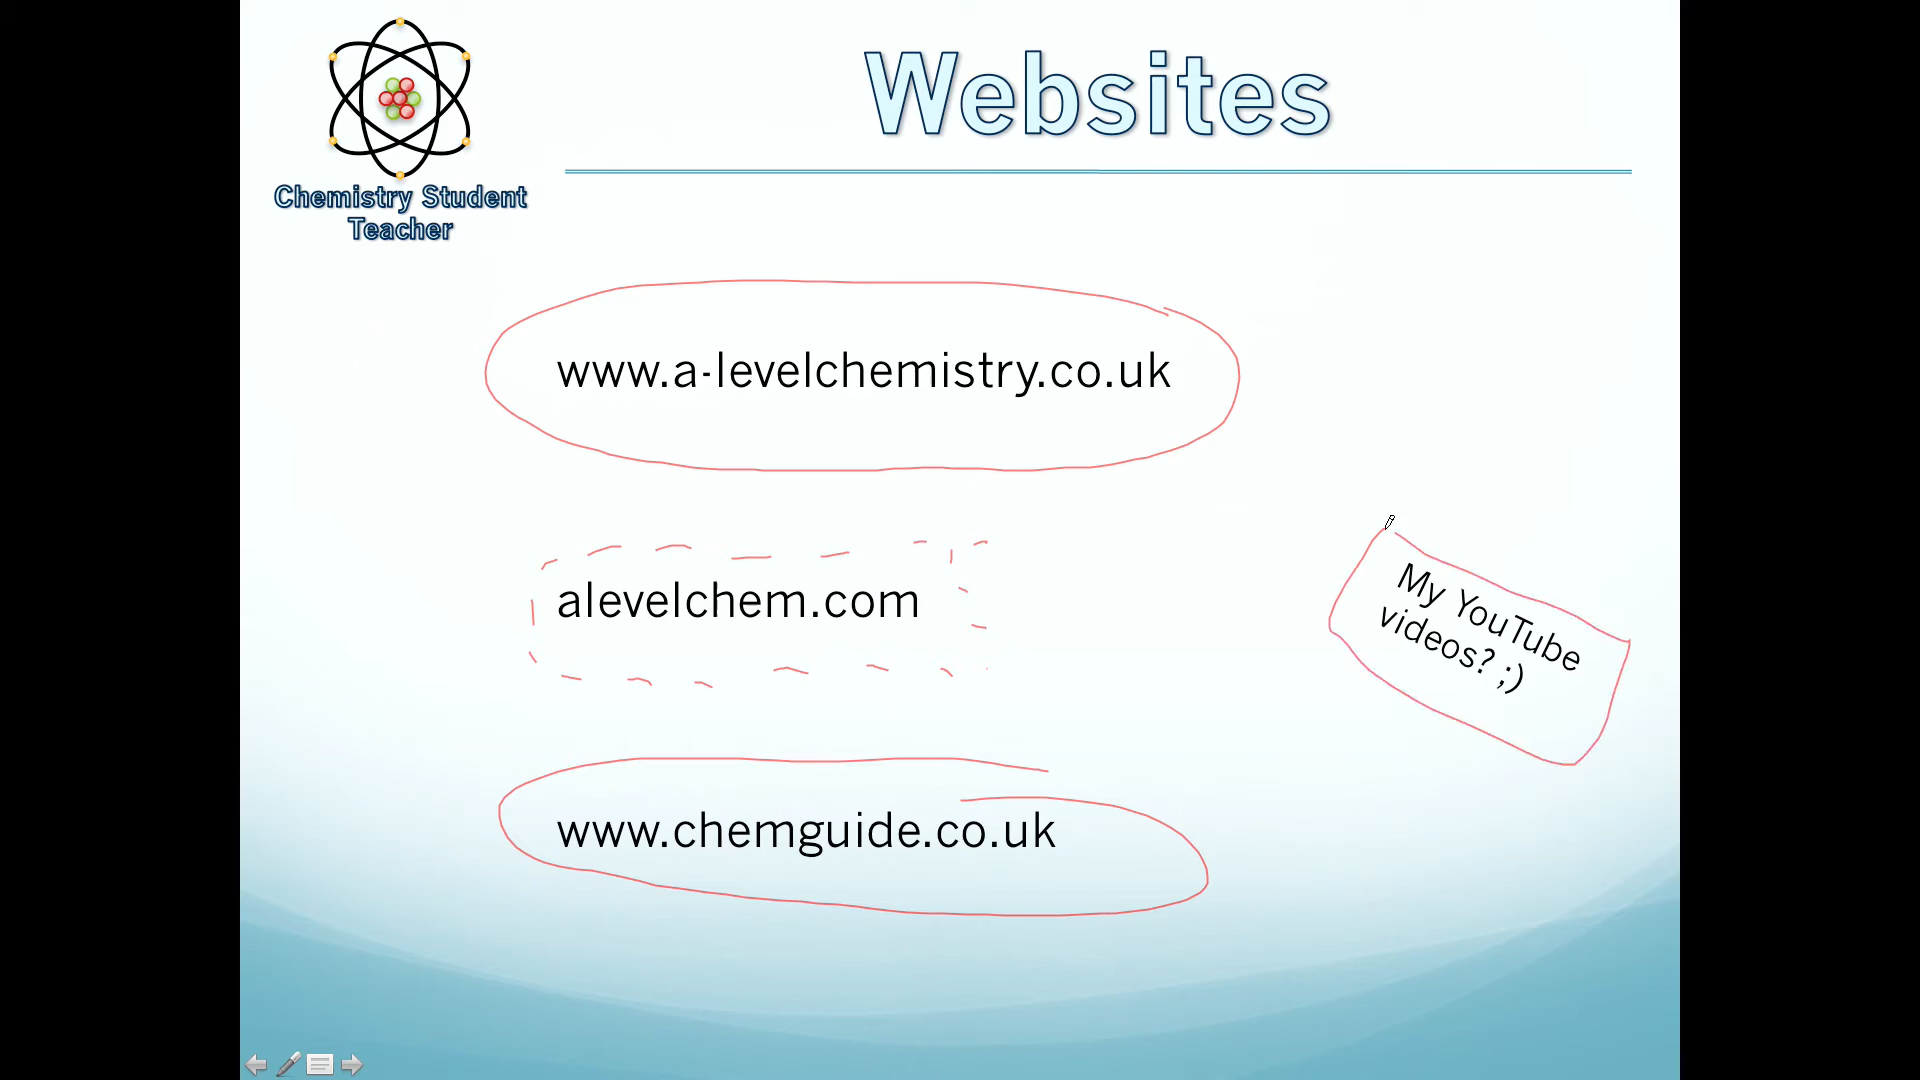 Websites
Chemistry Student
Teacher
www.a-levelchemistry.co.uk
alevelchem.com
My YouTube
videos? ;)
www.chemguide.co.uk